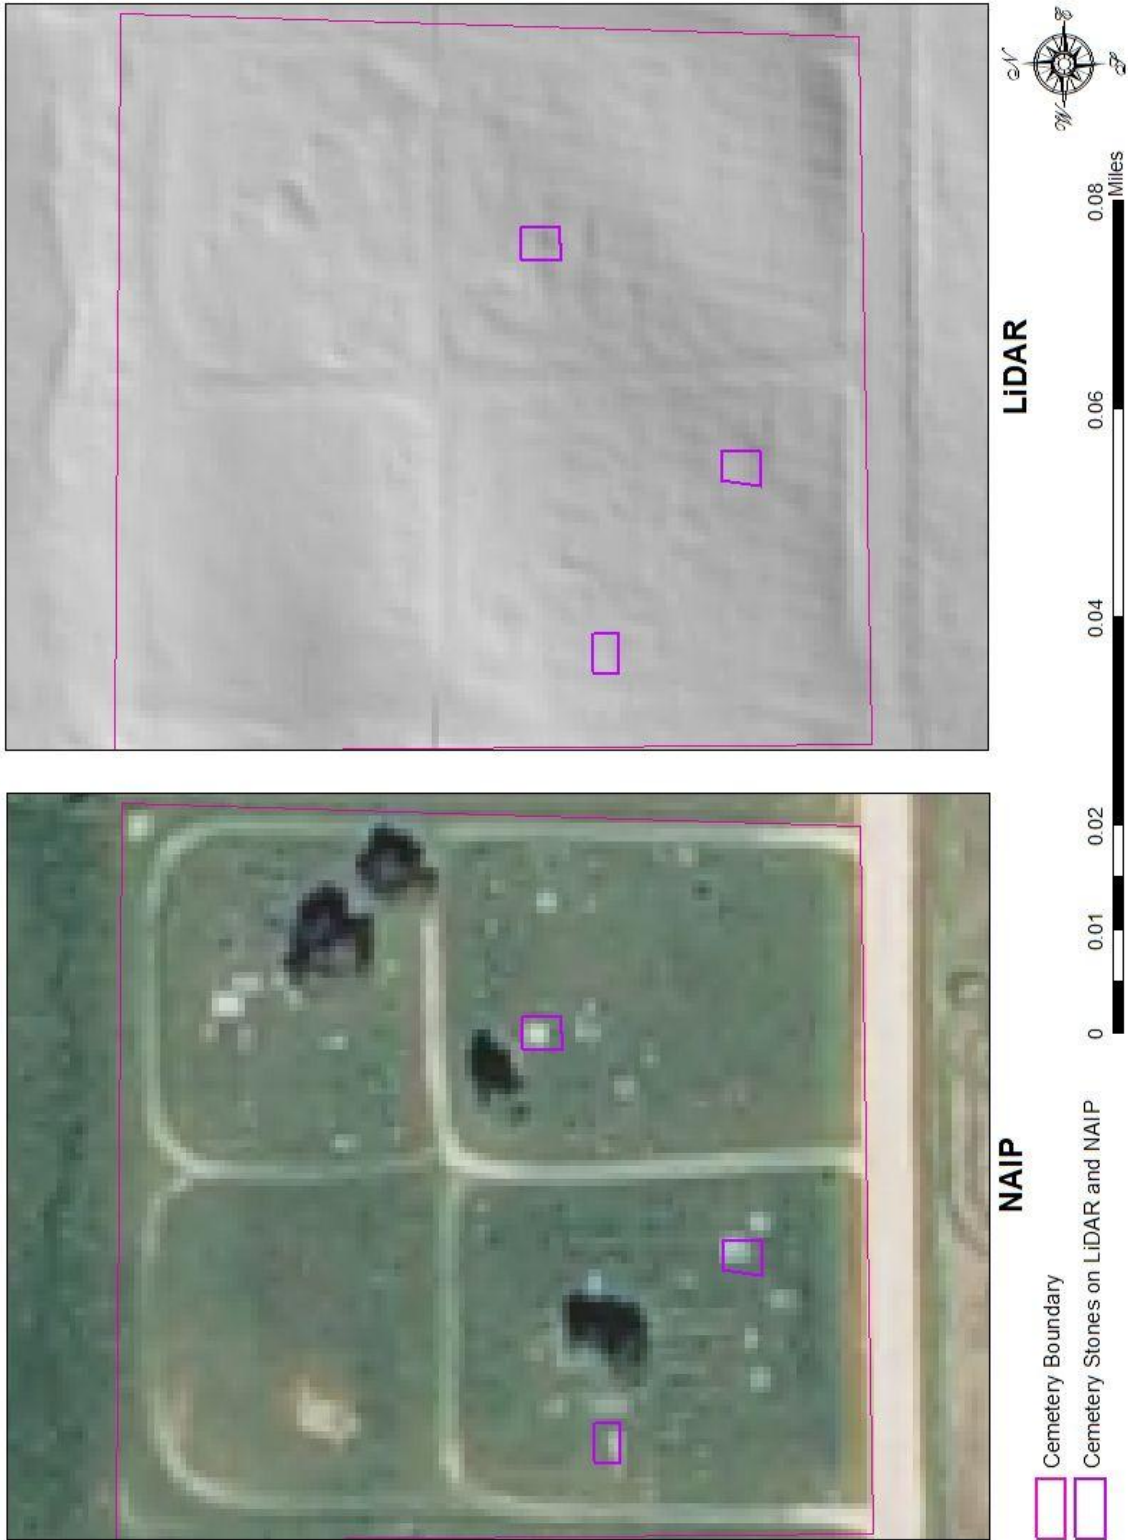 NAIP
LiDAR
Cemetery Boundary
Cemetery Stones on LiDAR and NAIP
0 0.01 0.02 0.04 0.06 0.08
Miles
N
W
E
S